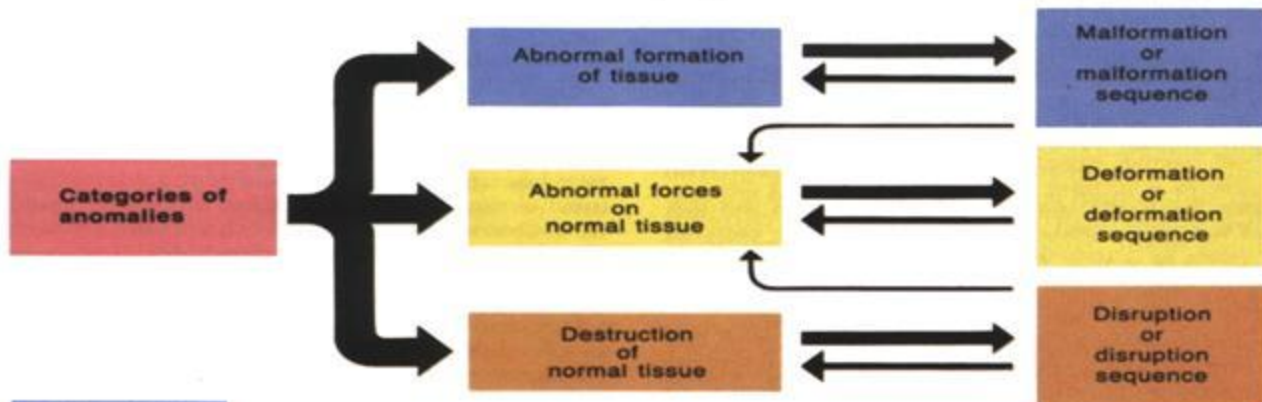 Abnormal formation
of tissue
Malformation
or
malformation
sequence
Categories of
anomalies
Abnormal forces
on
normal tissue
Deformation
or
deformation
sequence
Destruction
of
normal tissue
Disruption
or
disruption
sequence